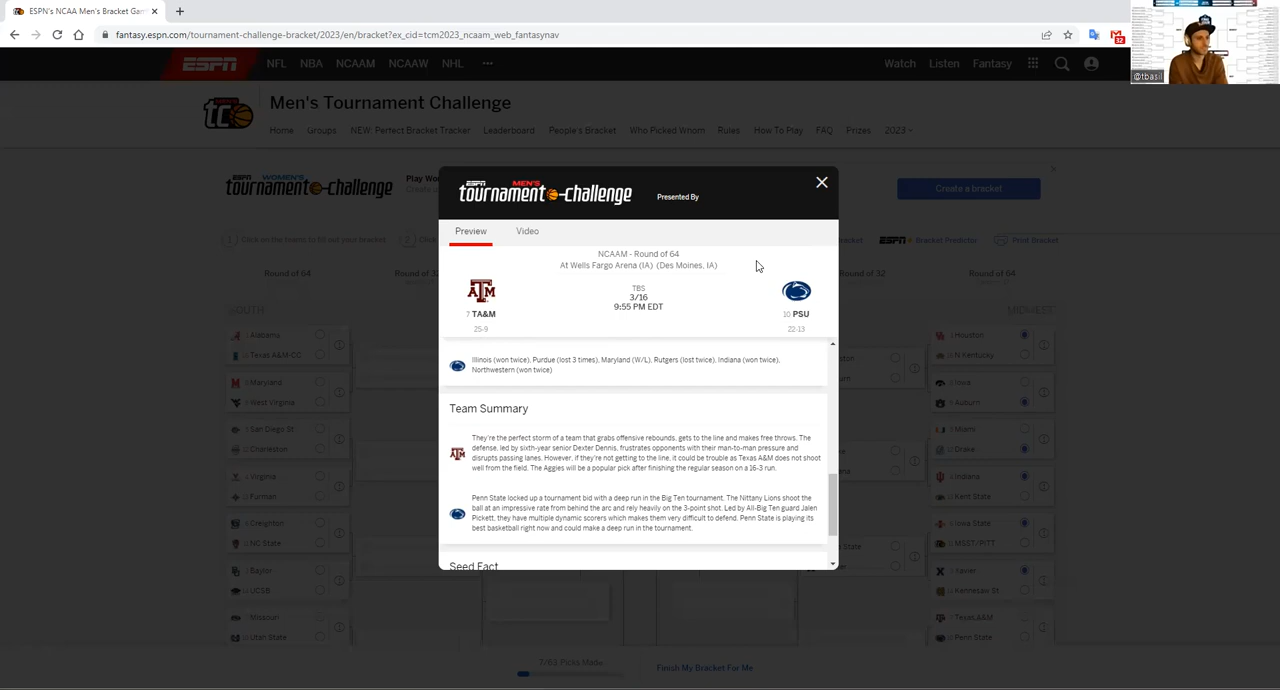 ESPN's NCAA Men's Bracket Gam
fantasy.espn.com/tournament-challenge-bracket/2023/
@tbasil
ESPN
Watch Listen Fantasy
Men's Tournament Challenge
Home Groups NEW: Perfect Bracket Tracker Leaderboard People's Bracket Who Picked Whom Rules How To Play FAQ Prizes 2023
ESPN MEN'S
tournament challenge
Presented By
tournament challenge
Create a bracket
Preview Video
Bracket Predictor
Print Bracket
NCAAM - Round of 64
At Wells Fargo Arena (IA) (Des Moines, IA)
TBS
3/16
9:55 PM EDT
7 TA&M
25-9
10 PSU
22-13
Round of 64
Round of 32
Round of 64
SOUTH
MIDWEST
Illinois (won twice), Purdue (lost 3 times), Maryland (W/L), Rutgers (lost twice), Indiana (won twice),
Northwestern (won twice)
Team Summary
They're the perfect storm of a team that grabs offensive rebounds, gets to the line and makes free throws. The
defense, led by sixth-year senior Dexter Dennis, frustrates opponents with their man-to-man pressure and
disrupts passing lanes. However, if they're not getting to the line, it could be trouble as Texas A&M does not shoot
well from the field. The Aggies will be a popular pick after finishing the regular season on a 16-3 run.
Penn State locked up a tournament bid with a deep run in the Big Ten tournament. The Nittany Lions shoot the
ball at an impressive rate from behind the arc and rely heavily on the 3-point shot. Led by All-Big Ten guard Jalen
Pickett, they have multiple dynamic scorers which makes them very difficult to defend. Penn State is playing its
best basketball right now and could make a deep run in the tournament.
Seed Fact
Alabama
Texas A&M-CC
Maryland
West Virginia
San Diego St
Charleston
Virginia
Furman
Creighton
NC State
Baylor
UCSB
Missouri
Utah State
Houston
N Kentucky
Iowa
Auburn
Miami
Drake
Indiana
Kent State
Iowa State
MSST/PITT
Xavier
Kennesaw St
Texas A&M
Penn State
7/63 Picks Made
Finish My Bracket For Me